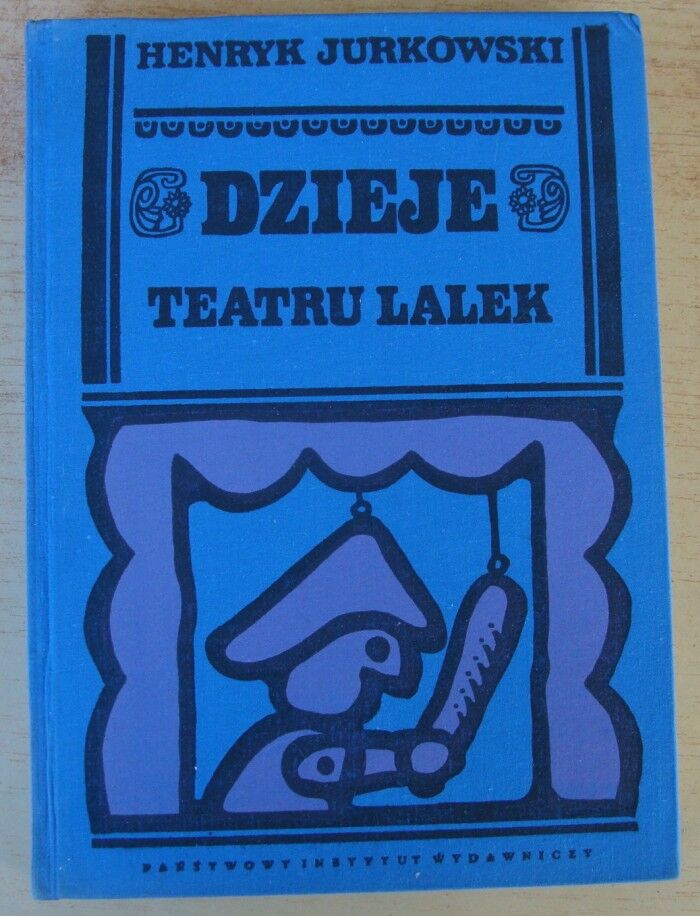 HENRYK JURKOWSKI
DZIEJE
TEATRU LALEK
PAŃSTWOWY INSTYTUT WYDAWNICZY